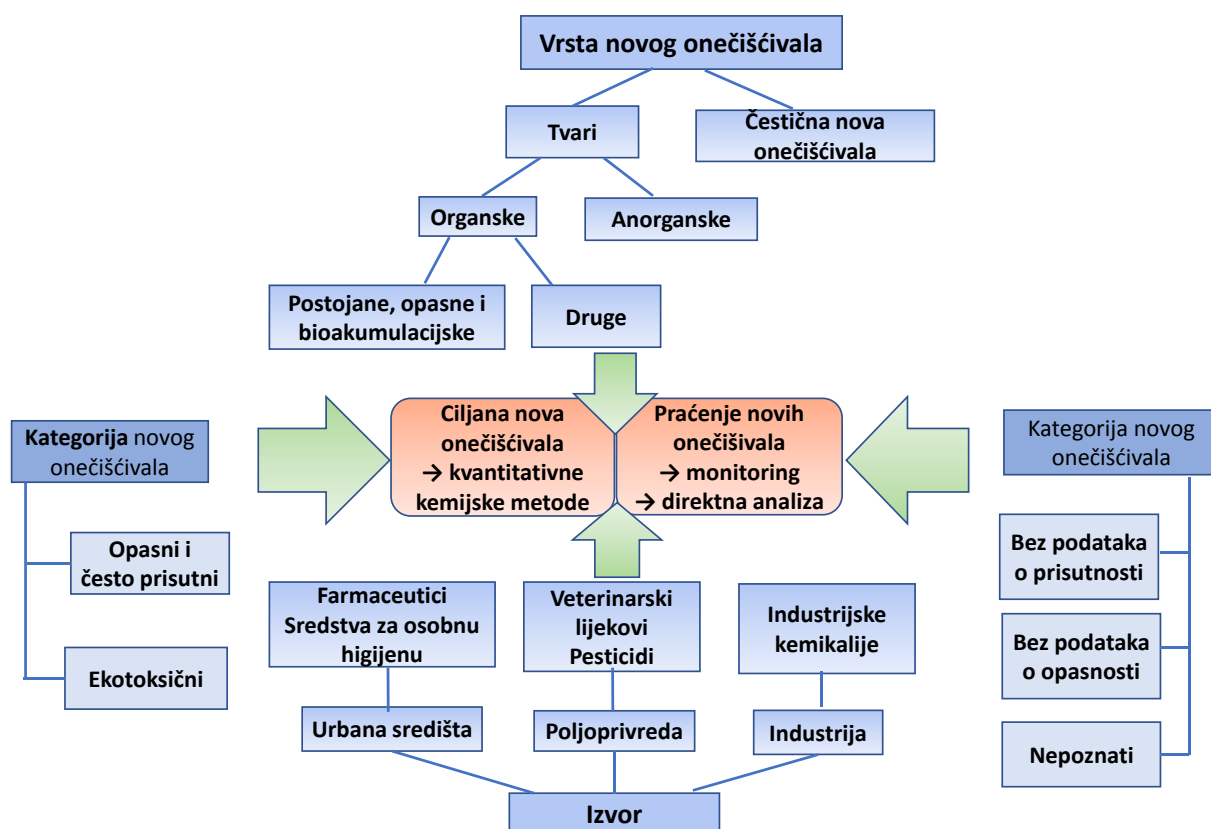 Vrsta novog onečišćivala
Tvari
Čestična nova
onečišćivala
Organske
Anorganske
Postojane, opasne i
bioakumulacijske
Druge
Ciljana nova
onečišćivala
→ kvantitativne
kemijske metode
Praćenje novih
onečišivala
→ monitoring
→ direktna analiza
Kategorija novog
onečišćivala
Opasni i
često prisutni
Ekotoksični
Kategorija novog
onečišćivala
Bez podataka
o prisutnosti
Bez podataka
o opasnosti
Nepoznati
Farmaceutici
Sredstva za osobnu
higijenu
Veterinarski
lijekovi
Pesticidi
Industrijske
kemikalije
Urbana središta
Poljoprivreda
Industrija
Izvor